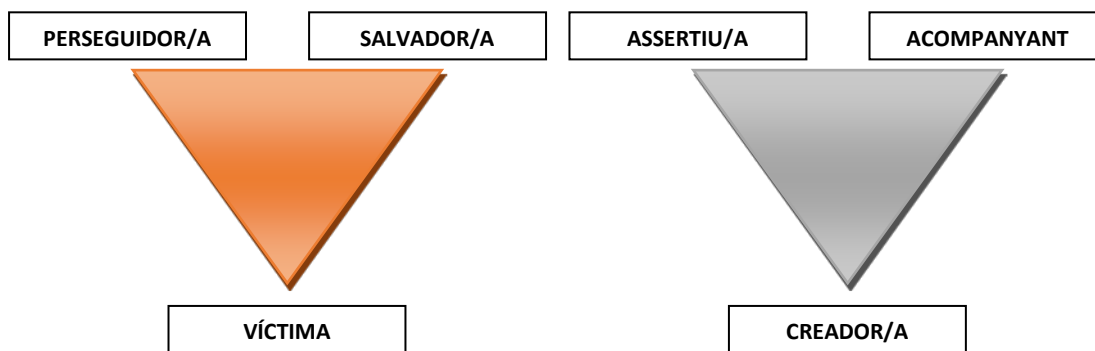 PERSEGUIDOR/A
SALVADOR/A
ASSERTIU/A
ACOMPANYANT
VÍCTIMA
CREADOR/A